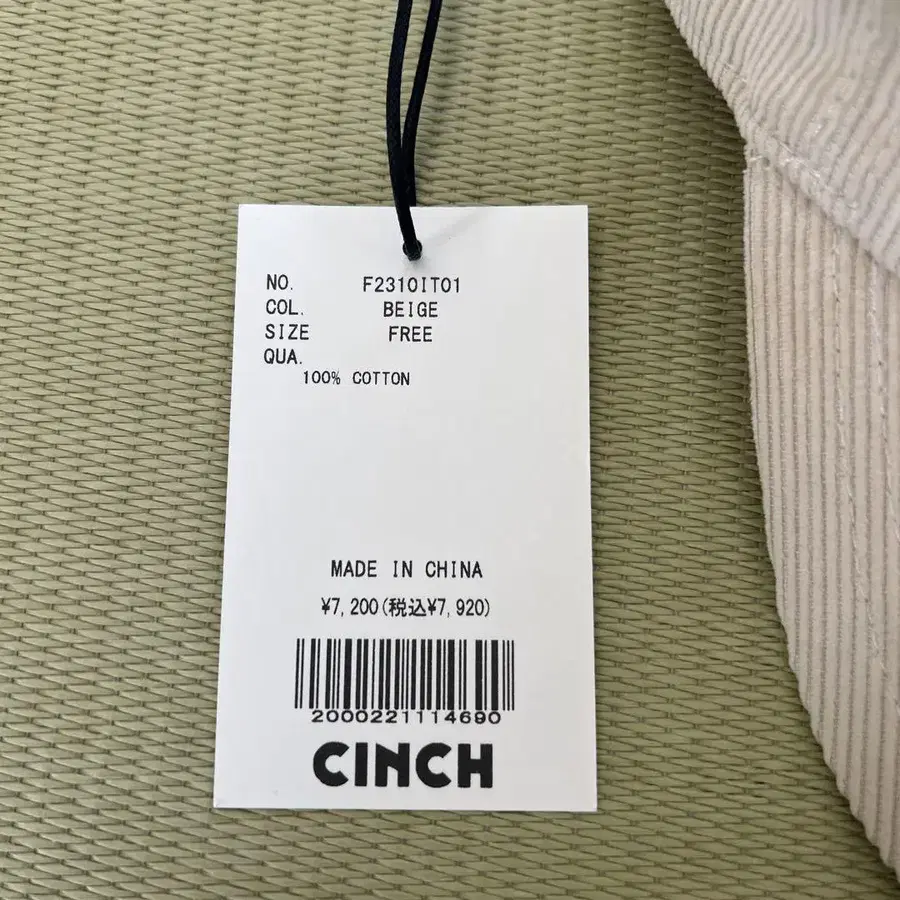 NO. F2310IT01
COL. BEIGE
SIZE FREE
QUA.
100% COTTON
MADE IN CHINA
¥7,200(税込¥7,920)
2000221114690
CINCH